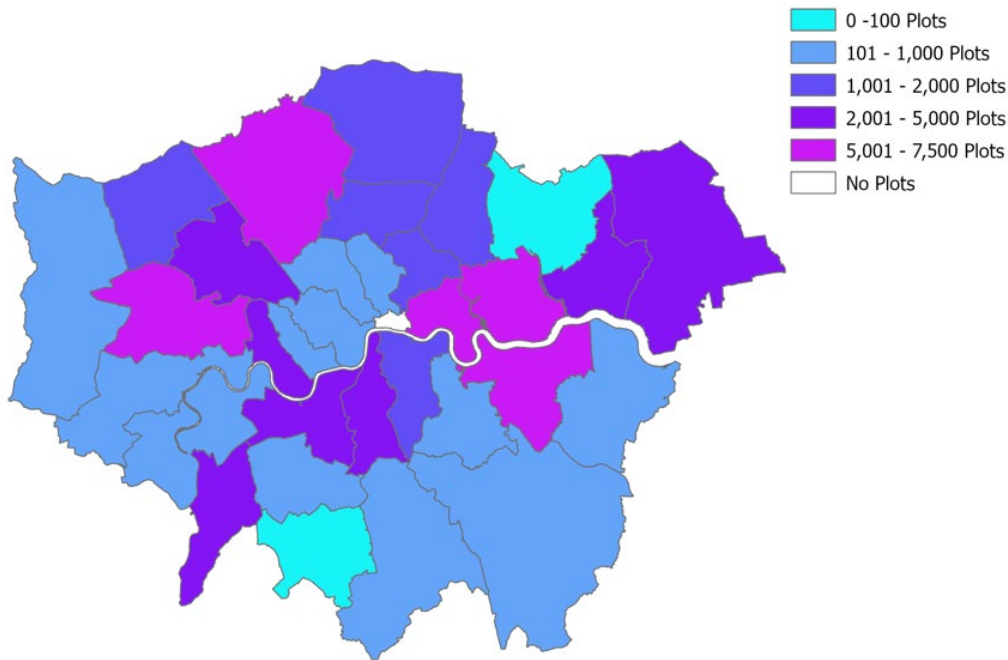 0 -100 Plots
101 - 1,000 Plots
1,001 - 2,000 Plots
2,001 - 5,000 Plots
5,001 - 7,500 Plots
No Plots